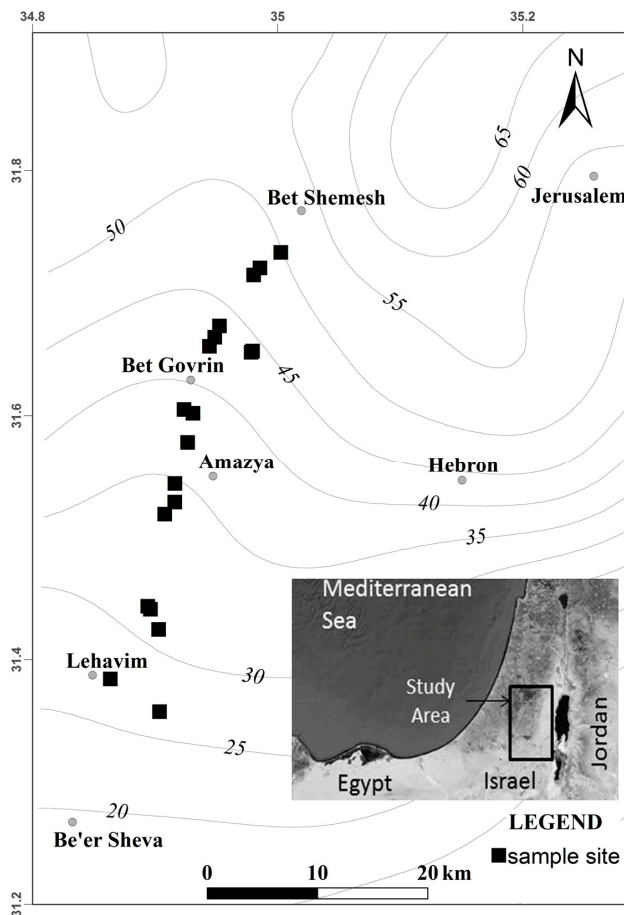 34.8
35
35.2
N
31.8
65
60
Bet Shemesh
Jerusalem
50
55
Bet Govrin
45
31.6
Amazya
Hebron
40
35
Mediterranean
Sea
31.4
Lehavim
30
Study
Area
Jordan
25
Egypt
Israel
20
LEGEND
Be'er Sheva
sample site
0
10
20 km
31.2